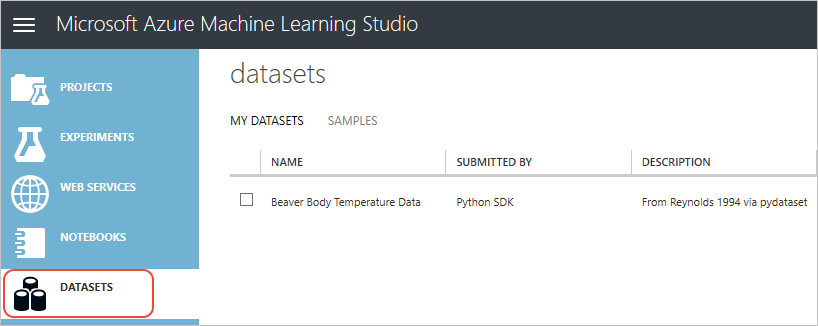 Microsoft Azure Machine Learning Studio
PROJECTS
EXPERIMENTS
WEB SERVICES
NOTEBOOKS
DATASETS
datasets
MY DATASETS SAMPLES
NAME SUBMITTED BY DESCRIPTION
Beaver Body Temperature Data Python SDK From Reynolds 1994 via pydataset